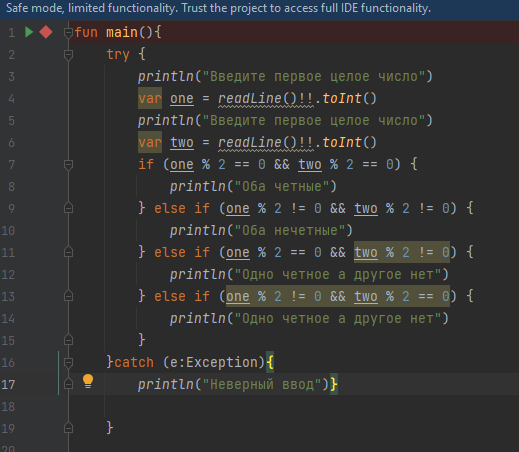 Safe mode, limited functionality. Trust the project to access full IDE functionality.
1 fun main(){
2 try {
3 println("Введите первое целое число")
4 var one = readLine()!!.toInt()
5 println("Введите первое целое число")
6 var two = readLine()!!.toInt()
7 if (one % 2 == 0 && two % 2 == 0) {
8 println("Оба четные")
9 } else if (one % 2 != 0 && two % 2 != 0) {
10 println("Оба нечетные")
11 } else if (one % 2 == 0 && two % 2 != 0) {
12 println("Одно четное а другое нет")
13 } else if (one % 2 != 0 && two % 2 == 0) {
14 println("Одно четное а другое нет")
15 }
16 }catch (e:Exception){
17 println("Неверный ввод")}
18
19 }